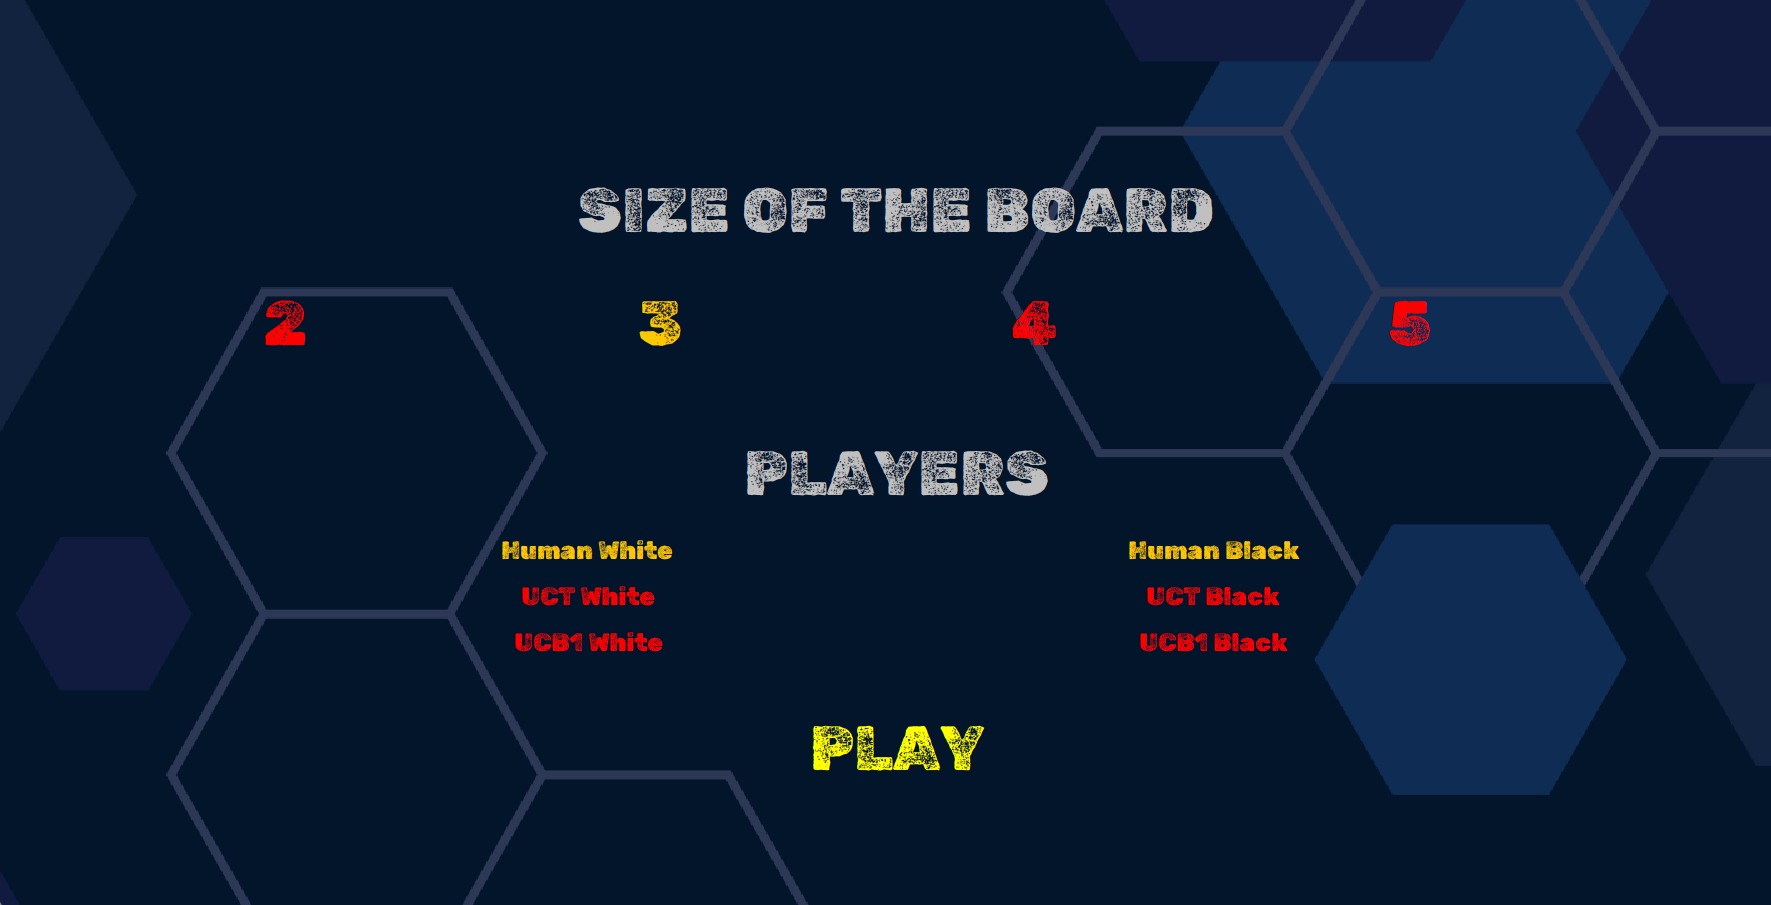 SIZE OF THE BOARD
2 3 4 5
PLAYERS
Human White Human Black
UCT White UCT Black
UCB1 White UCB1 Black
PLAY